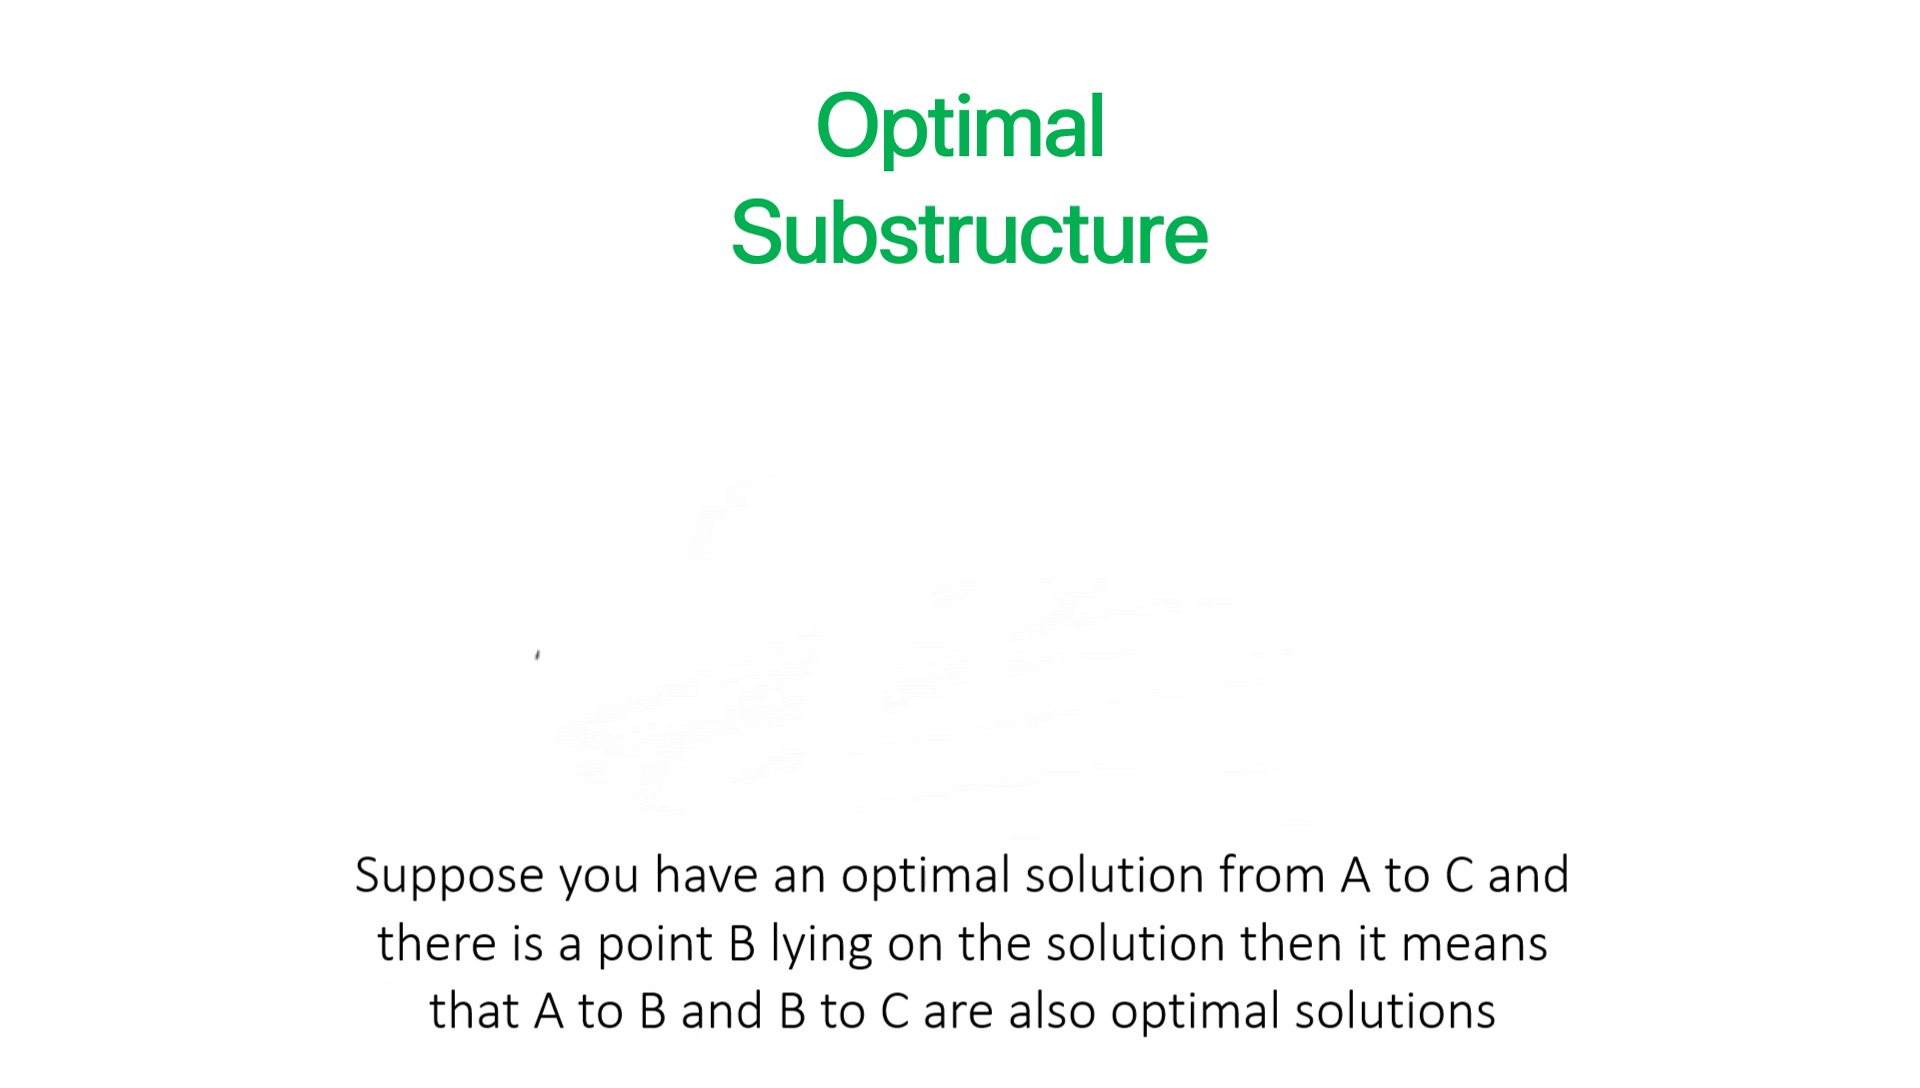 Optimal
Substructure
Suppose you have an optimal solution from A to C and
there is a point B lying on the solution then it means
that A to B and B to C are also optimal solutions